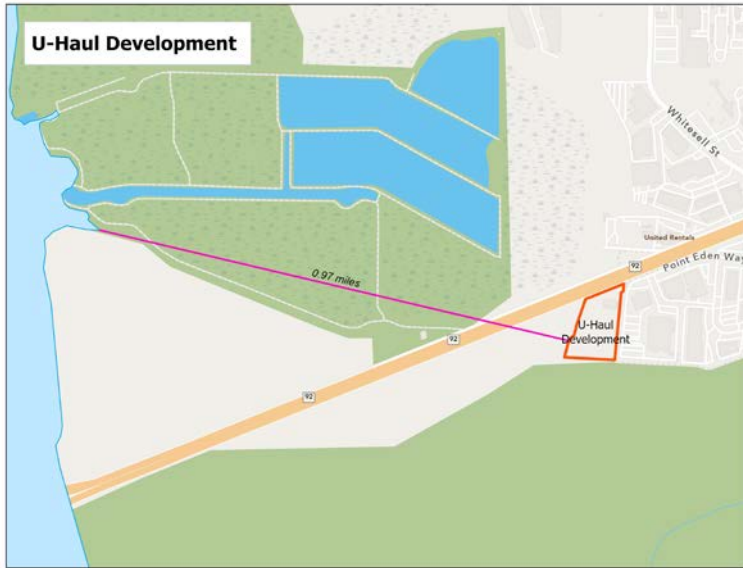 U-Haul Development
Whitesell St
United Rentals
92
Point Eden Way
0.97 miles
U-Haul
Development
92
92